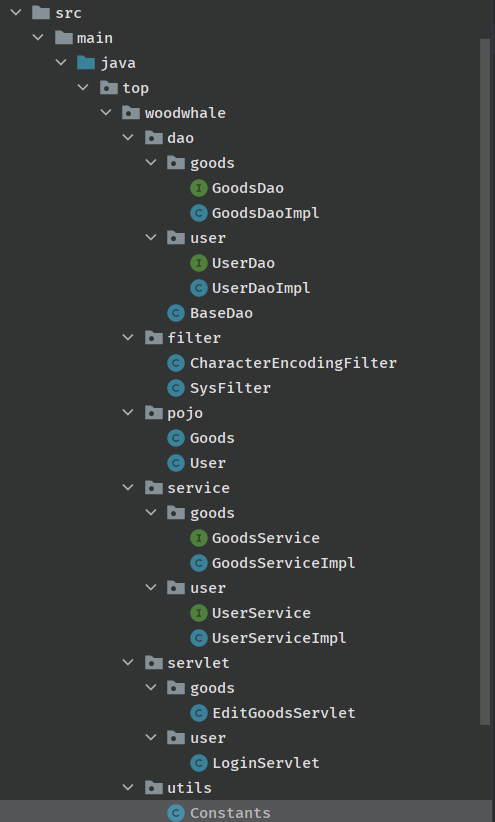 src
main
java
top
woodwhale
dao
goods
I GoodsDao
C GoodsDaoImpl
user
I UserDao
C UserDaoImpl
C BaseDao
filter
C CharacterEncodingFilter
C SysFilter
pojo
C Goods
C User
service
goods
I GoodsService
C GoodsServiceImpl
user
I UserService
C UserServiceImpl
servlet
goods
C EditGoodsServlet
user
C LoginServlet
utils
C Constants